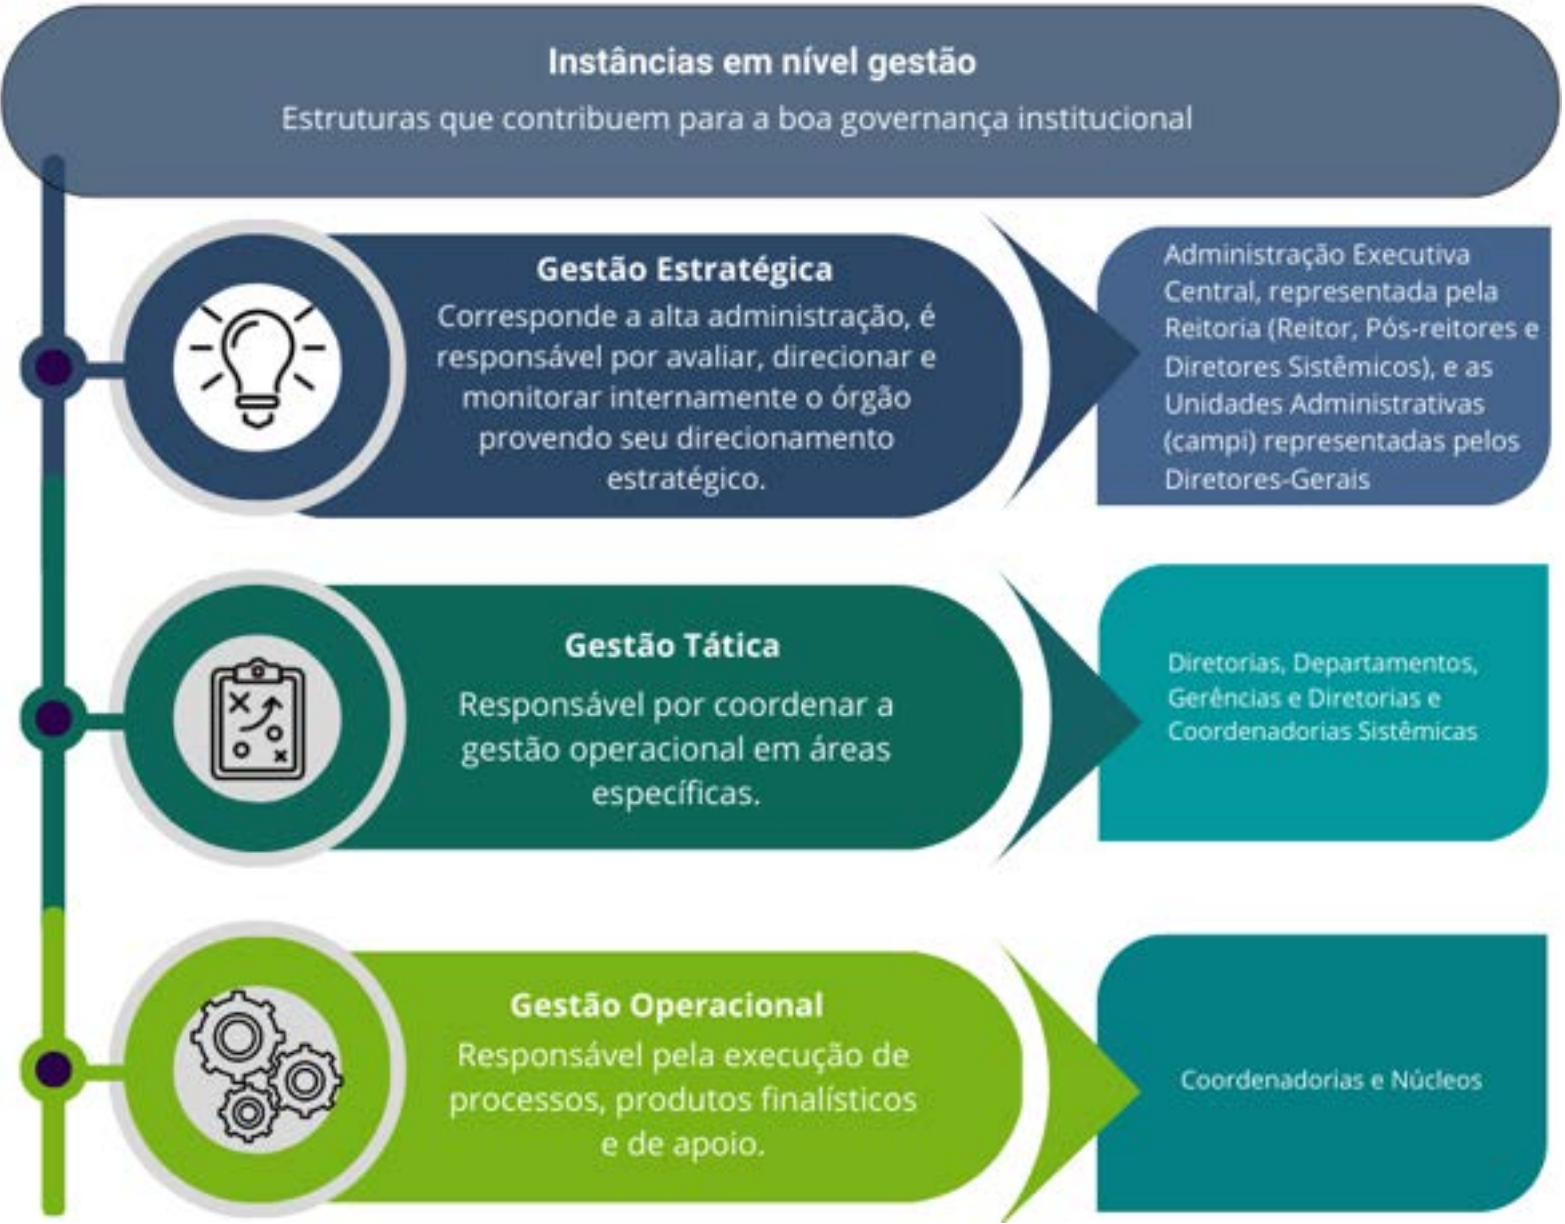 Instâncias em nível gestão
Estruturas que contribuem para a boa governança institucional
Gestão Estratégica
Corresponde a alta administração, é
responsável por avaliar, direcionar e
monitorar internamente o órgão
provendo seu direcionamento
estratégico.
Administração Executiva
Central, representada pela
Reitoria (Reitor, Pós-reitores e
Diretores Sistêmicos), e as
Unidades Administrativas
(campi) representadas pelos
Diretores-Gerais
Gestão Tática
Responsável por coordenar a
gestão operacional em áreas
específicas.
Diretorias, Departamentos,
Gerências e Diretorias e
Coordenadorias Sistêmicas
Gestão Operacional
Responsável pela execução de
processos, produtos finalísticos
e de apoio.
Coordenadorias e Núcleos